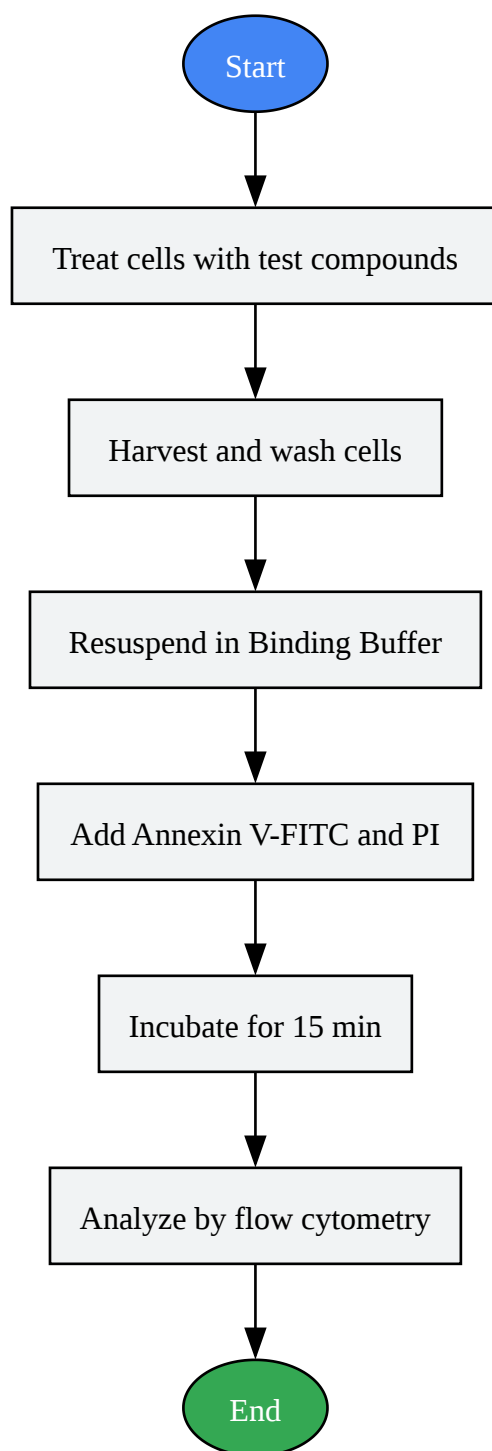 Start
Treat cells with test compounds
Harvest and wash cells
Resuspend in Binding Buffer
Add Annexin V-FITC and PI
Incubate for 15 min
Analyze by flow cytometry
End